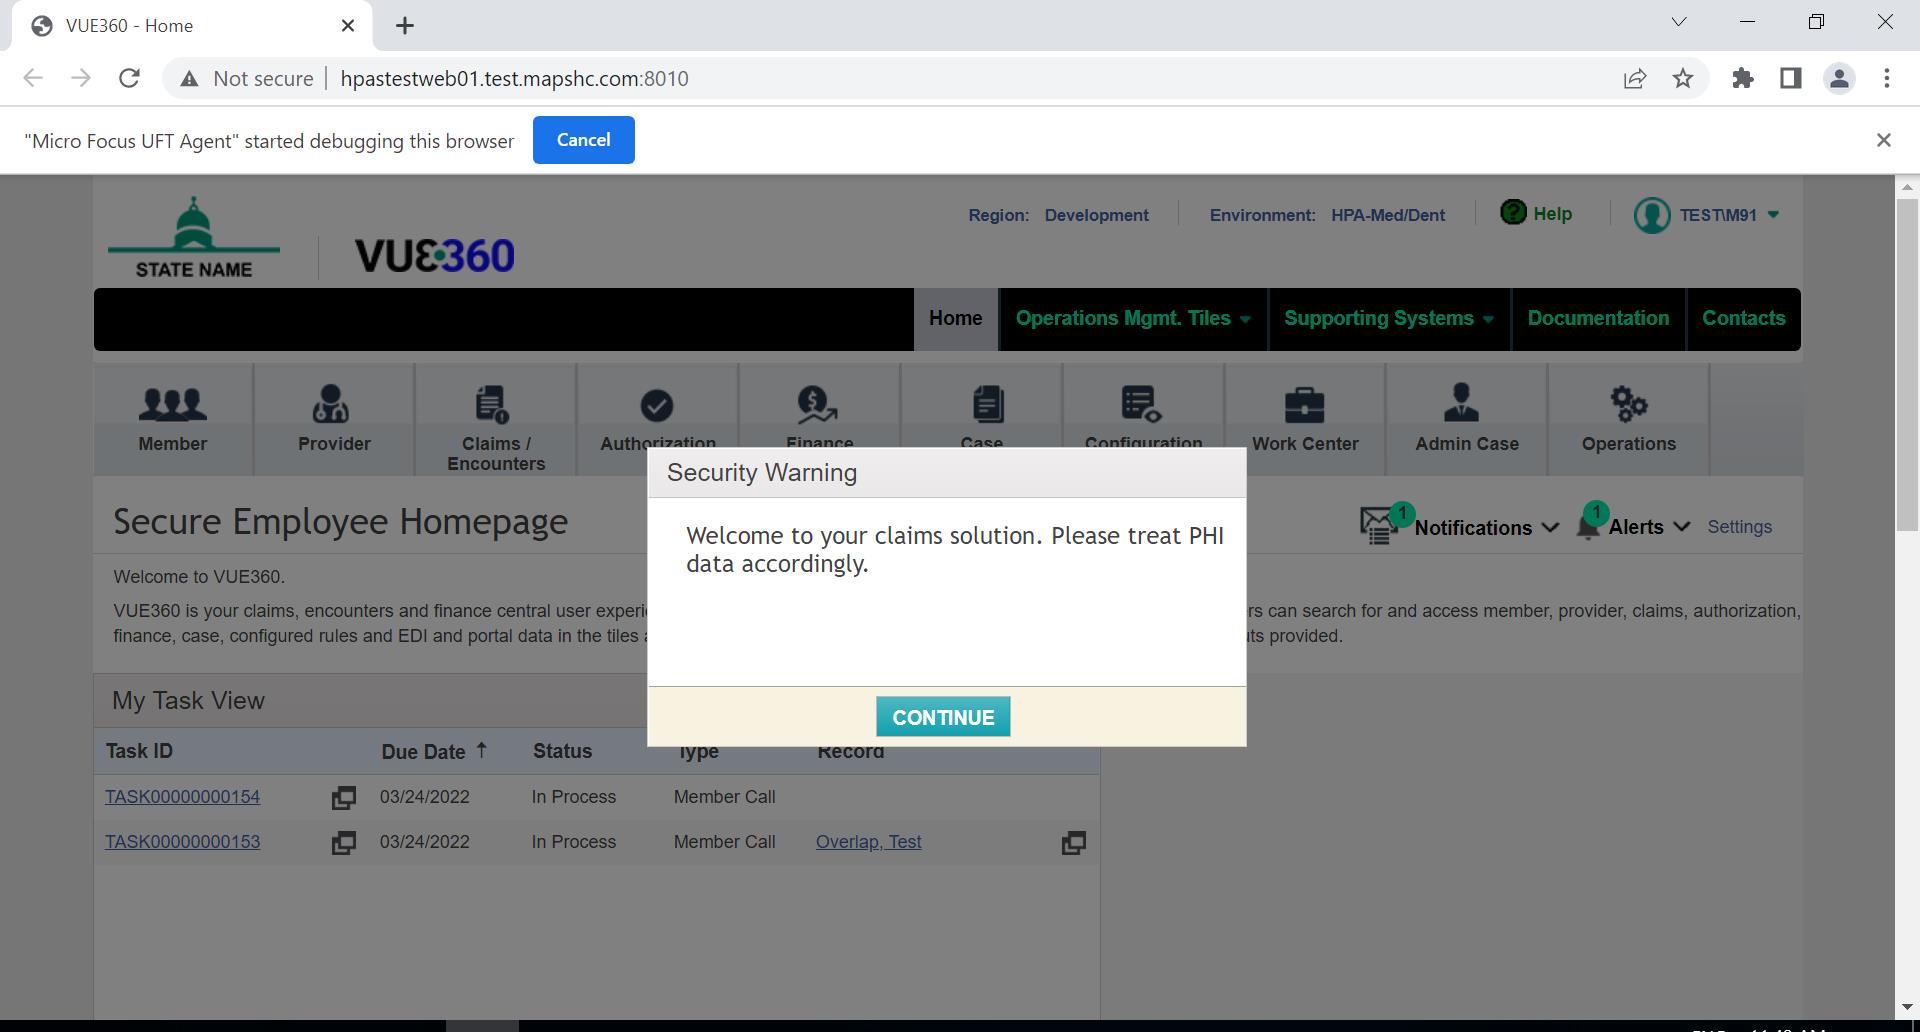 VUE360 - Home
Not secure hpastestweb01.test.mapshc.com:8010
"Micro Focus UFT Agent" started debugging this browser Cancel
STATE NAME
VUE360
Region: Development Environment: HPA-Med/Dent Help TEST\M91
Home Operations Mgmt. Tiles Supporting Systems Documentation Contacts
Member Provider Claims / Encounters Authorization Finance Case Configuration Work Center Admin Case Operations
Security Warning
Welcome to your claims solution. Please treat PHI
data accordingly.
CONTINUE
Secure Employee Homepage
1 Notifications 1 Alerts Settings
Welcome to VUE360.
VUE360 is your claims, encounters and finance central user can search for and access member, provider, claims, authorization,
finance, case, configured rules and EDI and portal data in the tiles provided.
My Task View
Task ID Due Date Status Type Record
TASK00000000154 03/24/2022 In Process Member Call
TASK00000000153 03/24/2022 In Process Member Call Overlap, Test